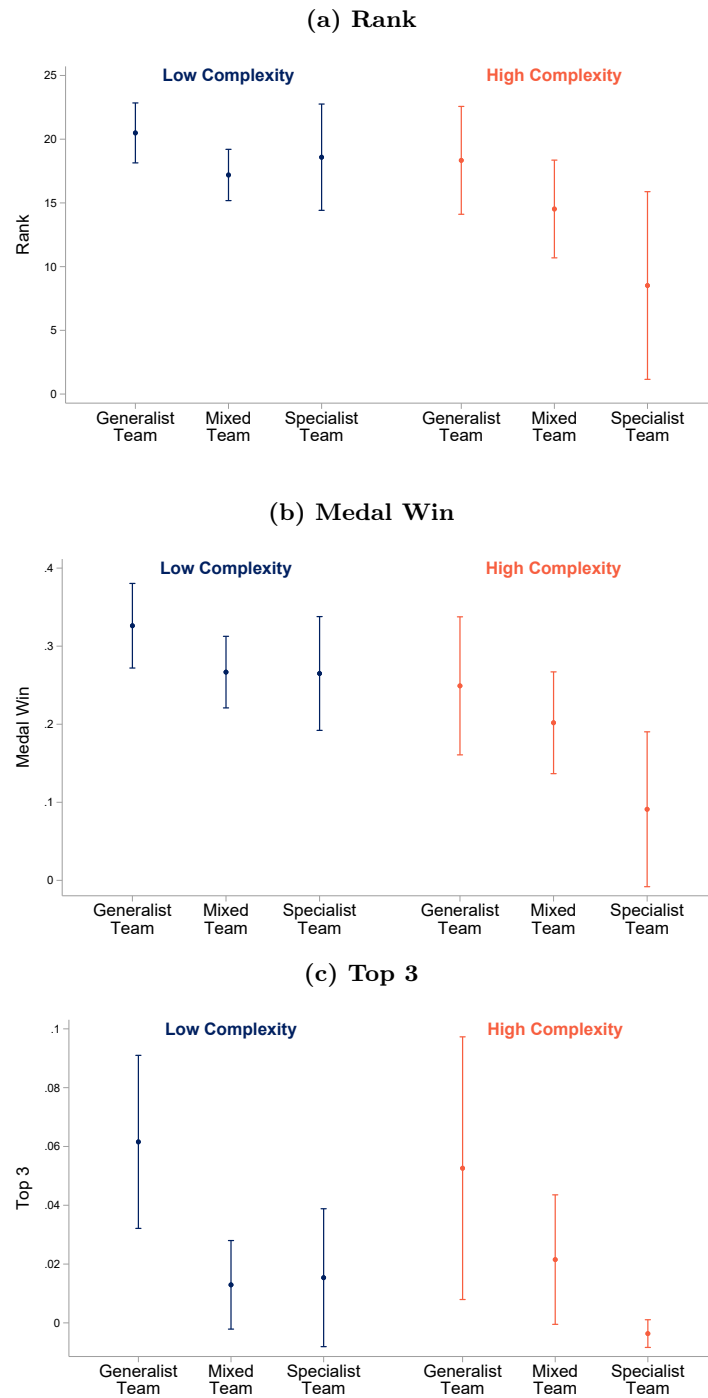 (a) Rank
Low Complexity High Complexity
25
20
15
10
5
0
Rank
Generalist Team Mixed Team Specialist Team Generalist Team Mixed Team Specialist Team
(b) Medal Win
Low Complexity High Complexity
.4
.3
.2
.1
0
Medal Win
Generalist Team Mixed Team Specialist Team Generalist Team Mixed Team Specialist Team
(c) Top 3
Low Complexity High Complexity
.1
.08
.06
.04
.02
0
Top 3
Generalist Team Mixed Team Specialist Team Generalist Team Mixed Team Specialist Team